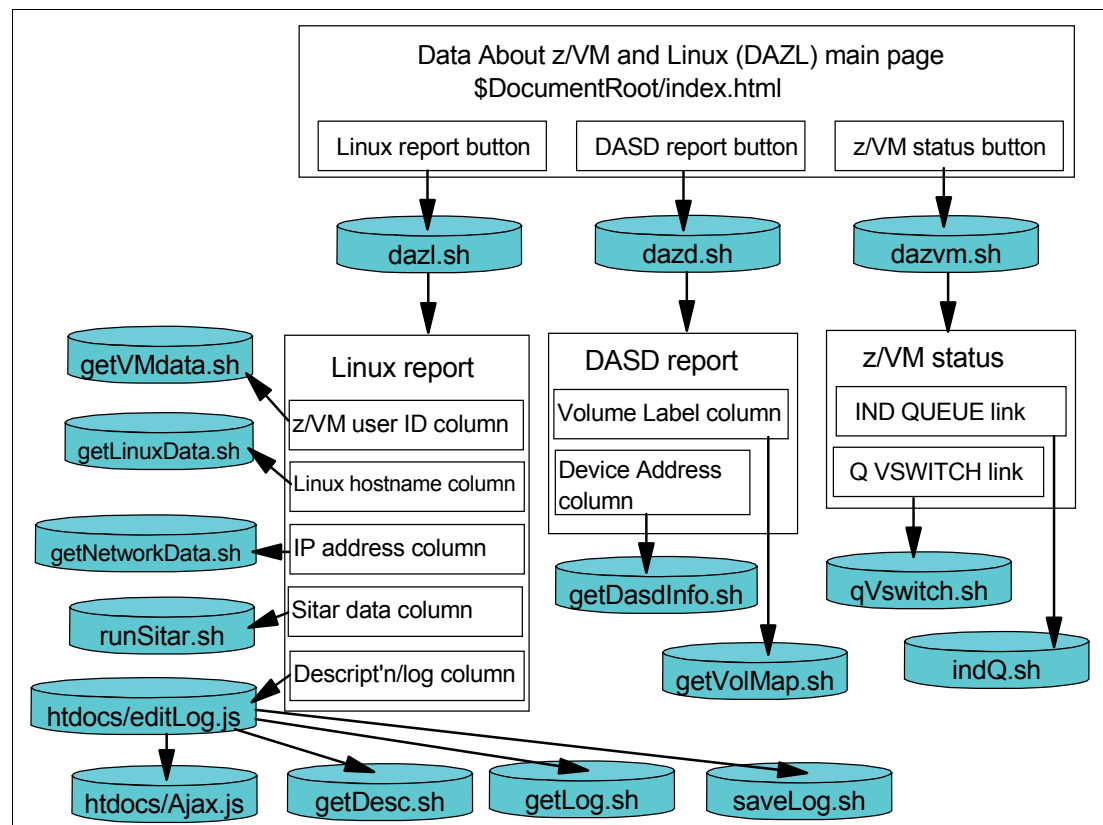 Data About z/VM and Linux (DAZL) main page
$DocumentRoot/index.html
Linux report button
DASD report button
z/VM status button
dazl.sh
dazd.sh
dazvm.sh
getVMdata.sh
getLinuxData.sh
getNetworkData.sh
runSitar.sh
htdocs/editLog.js
Linux report
z/VM user ID column
Linux hostname column
IP address column
Sitar data column
Descript'n/log column
DASD report
Volume Label column
Device Address
column
getDasdInfo.sh
getVolMap.sh
z/VM status
IND QUEUE link
Q VSWITCH link
qVswitch.sh
indQ.sh
htdocs/Ajax.js
getDesc.sh
getLog.sh
saveLog.sh